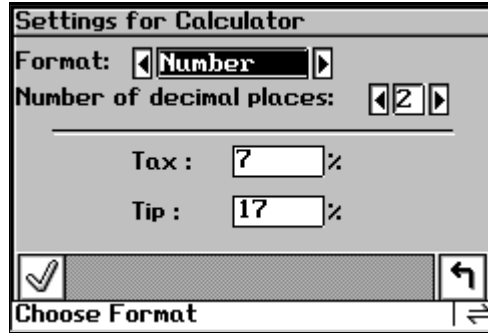 Settings for Calculator
Format: Number
Number of decimal places: 2
Tax : 7 %
Tip : 17 %
Choose Format